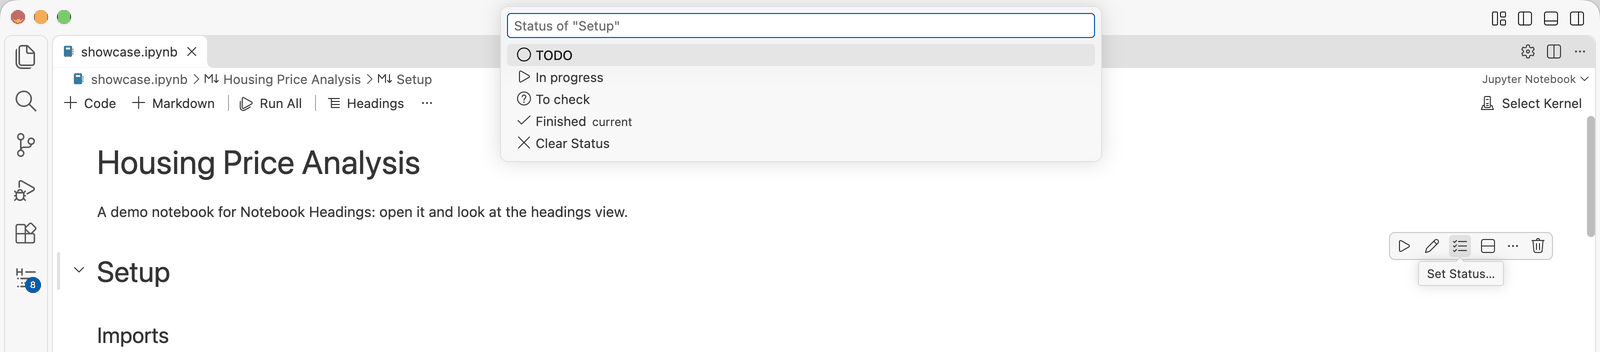 Status of "Setup"
TODO
In progress
To check
Finished current
Clear Status
showcase.ipynb
showcase.ipynb > M↓ Housing Price Analysis > M↓ Setup
Jupyter Notebook
+ Code + Markdown Run All Headings ...
Select Kernel
Housing Price Analysis
A demo notebook for Notebook Headings: open it and look at the headings view.
Set Status...
H
8
Setup
Imports